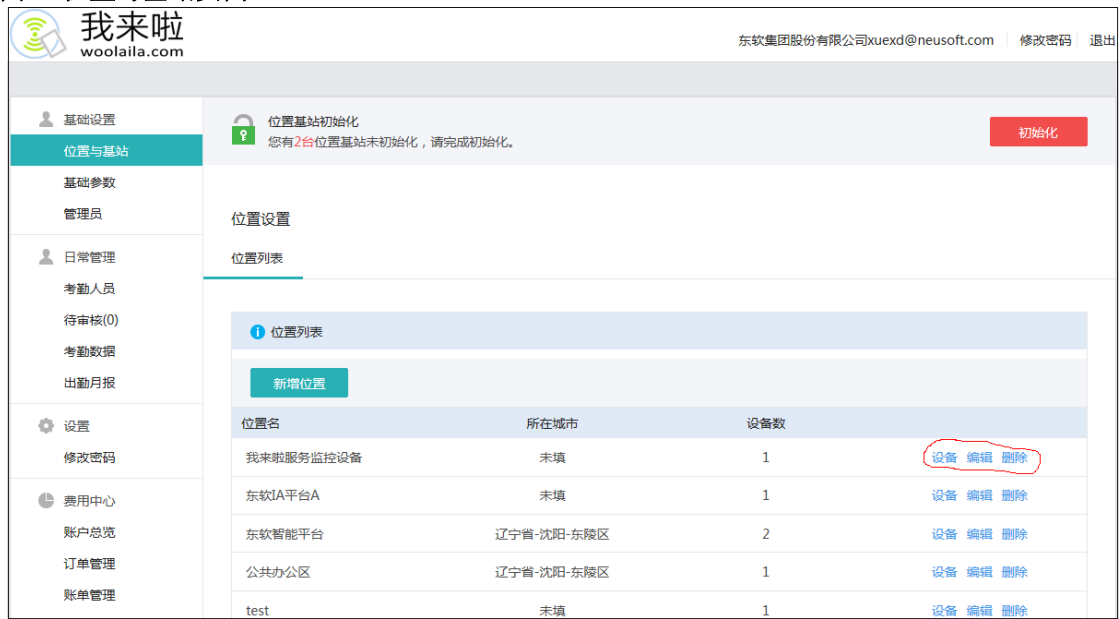 我来啦
woolaila.com
东软集团股份有限公司xuexd@neusoft.com 修改密码 退出
基础设置
位置与基站
基础参数
管理员
日常管理
考勤人员
待审核(0)
考勤数据
出勤月报
设置
修改密码
费用中心
账户总览
订单管理
账单管理
位置基站初始化
您有2台位置基站未初始化，请完成初始化。
初始化
位置设置
位置列表
位置列表
新增位置
位置名 所在城市 设备数
我来啦服务监控设备 未填 1 设备 编辑 删除
东软IA平台A 未填 1 设备 编辑 删除
东软智能平台 辽宁省-沈阳-东陵区 2 设备 编辑 删除
公共办公区 辽宁省-沈阳-东陵区 1 设备 编辑 删除
test 未填 1 设备 编辑 删除